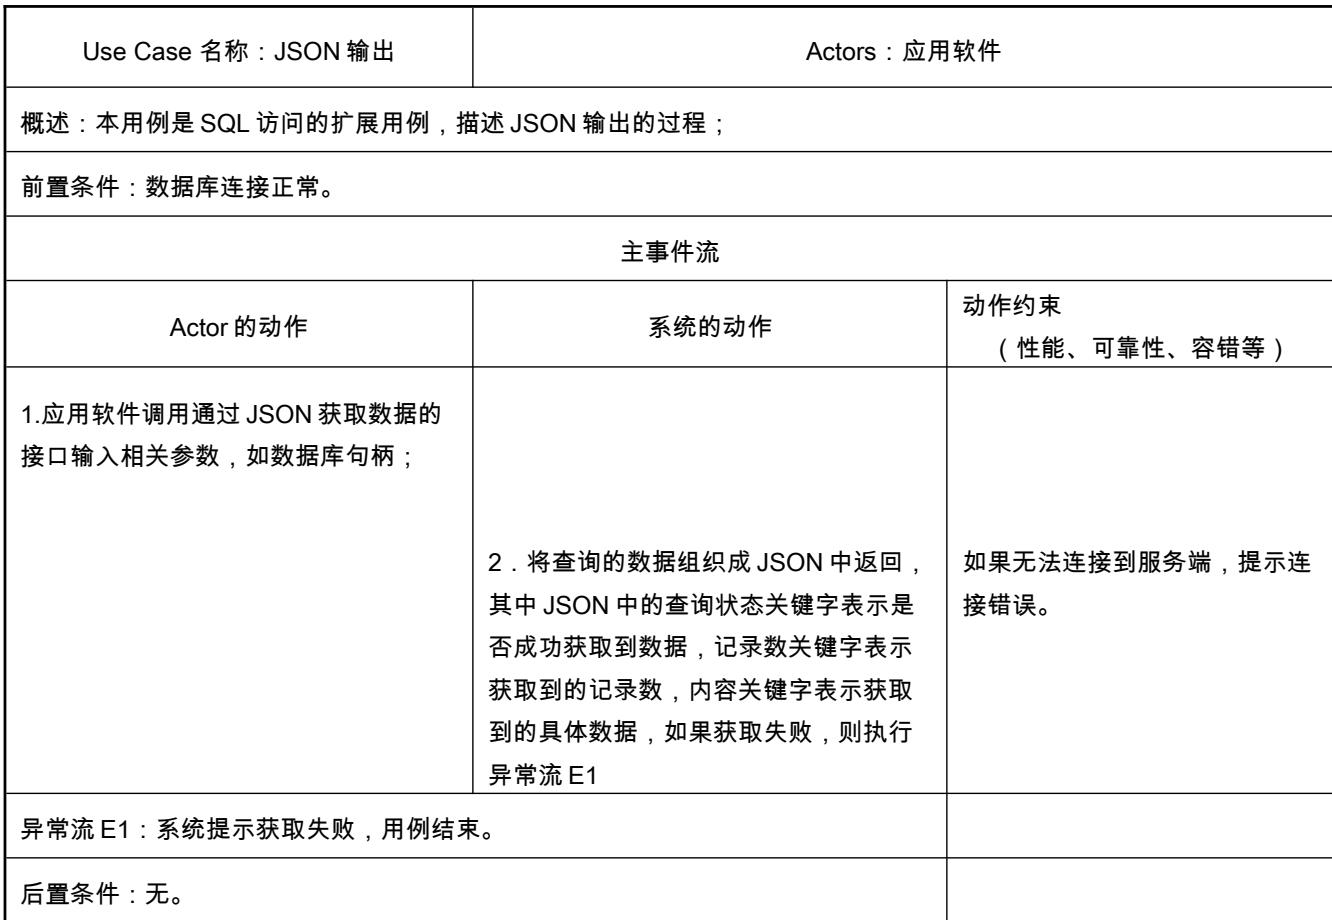 Use Case 名称：JSON 输出
Actors：应用软件
概述：本用例是 SQL 访问的扩展用例，描述 JSON 输出的过程；
前置条件：数据库连接正常。
主事件流
Actor 的动作
系统的动作
动作约束
（性能、可靠性、容错等）
1.应用软件调用通过 JSON 获取数据的
接口输入相关参数，如数据库句柄；
2．将查询的数据组织成 JSON 中返回，
其中 JSON 中的查询状态关键字表示是
否成功获取到数据，记录数关键字表示
获取到的记录数，内容关键字表示获取
到的具体数据，如果获取失败，则执行
异常流 E1
如果无法连接到服务端，提示连
接错误。
异常流 E1：系统提示获取失败，用例结束。
后置条件：无。